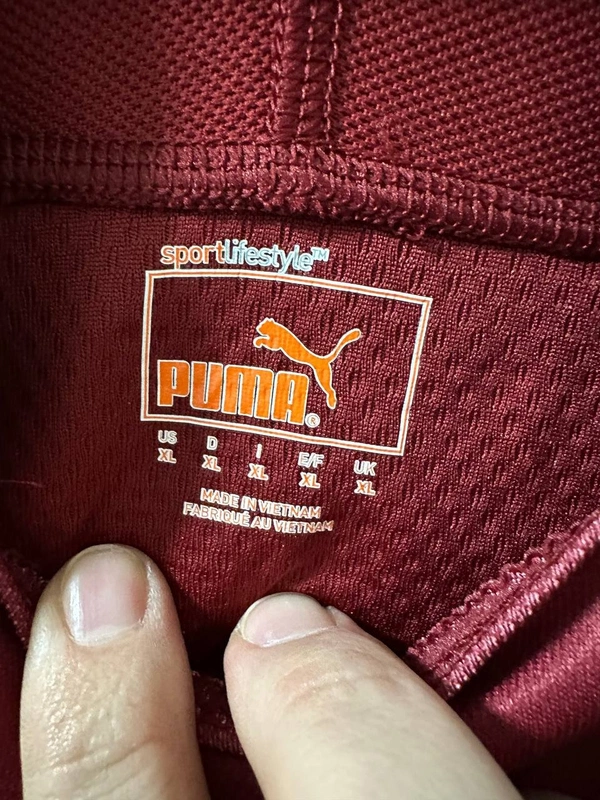 sportlifestyle™
PUMA®
US D I E/F UK
XL XL XL XL XL
MADE IN VIETNAM
FABRIQUÉ AU VIETNAM